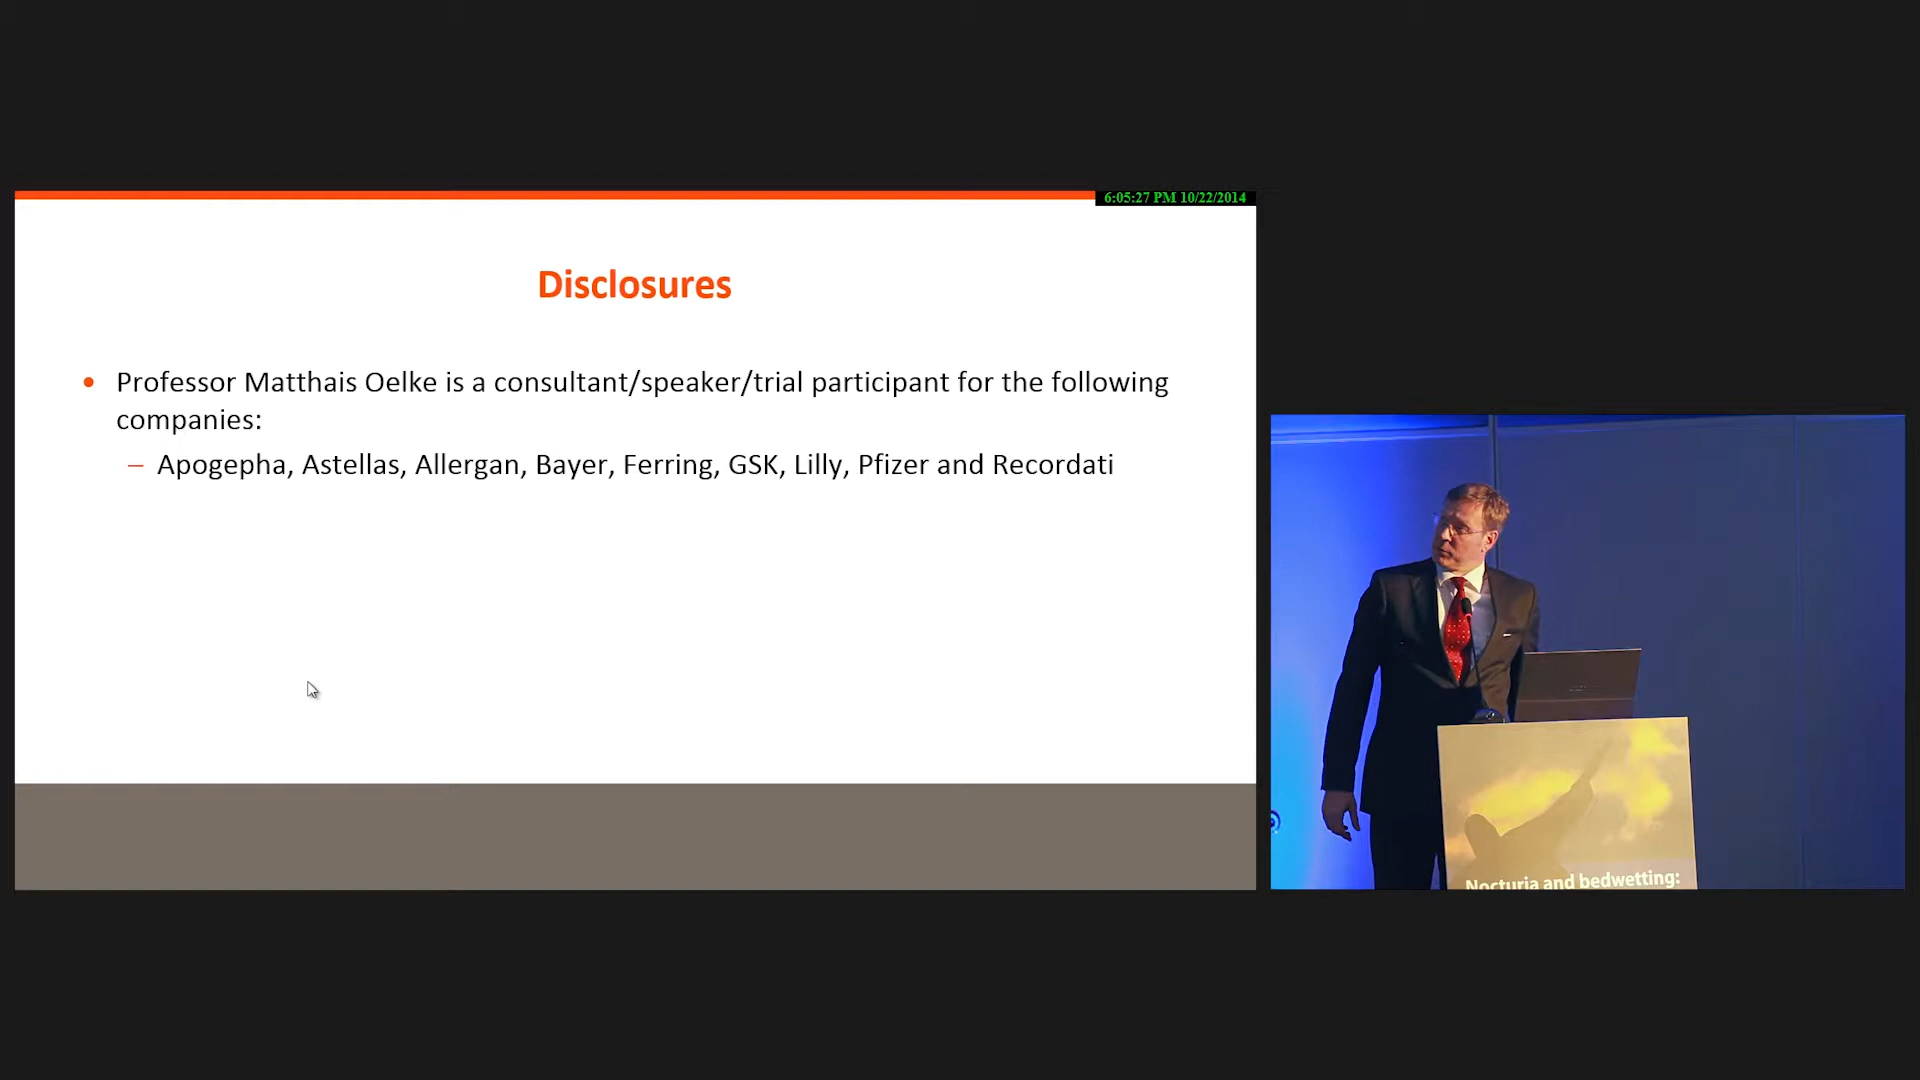 6:05:27 PM 10/22/2014
Disclosures
• Professor Matthais Oelke is a consultant/speaker/trial participant for the following
companies:
– Apogepha, Astellas, Allergan, Bayer, Ferring, GSK, Lilly, Pfizer and Recordati
Nocturia and bedwetting: